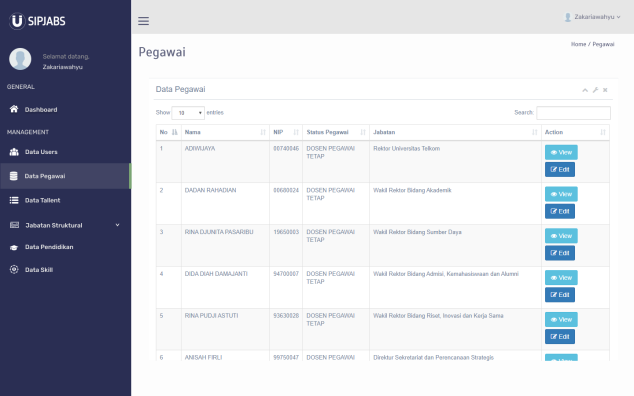 SIPJABS
Zakariawahyu
Selamat datang.
Zakariawahyu
GENERAL
Dashboard
MANAGEMENT
Data Users
Data Pegawai
Data Tallent
Jabatan Struktural
Data Pendidikan
Data Skill
Pegawai
Home / Pegawai
Data Pegawai
Show 10 entries
Search:
No Nama NIP Status Pegawai Jabatan Action
1 ADIWIJAYA 00740046 DOSEN PEGAWAI TETAP Rektor Universitas Telkom View Edit
2 DADAN RAHADIAN 00680024 DOSEN PEGAWAI TETAP Wakil Rektor Bidang Akademik View Edit
3 RINA DJUNITA PASARIBU 19650003 DOSEN PEGAWAI TETAP Wakil Rektor Bidang Sumber Daya View Edit
4 DIDA DIAH DAMAJANTI 94700007 DOSEN PEGAWAI TETAP Wakil Rektor Bidang Admisi, Kemahasiswaan dan Alumni View Edit
5 RINA PUDJI ASTUTI 93630028 DOSEN PEGAWAI TETAP Wakil Rektor Bidang Riset, Inovasi dan Kerja Sama View Edit
6 ANISAH FIRLI 99750047 DOSEN PEGAWAI Direktur Sekretariat dan Perencanaan Strategis View